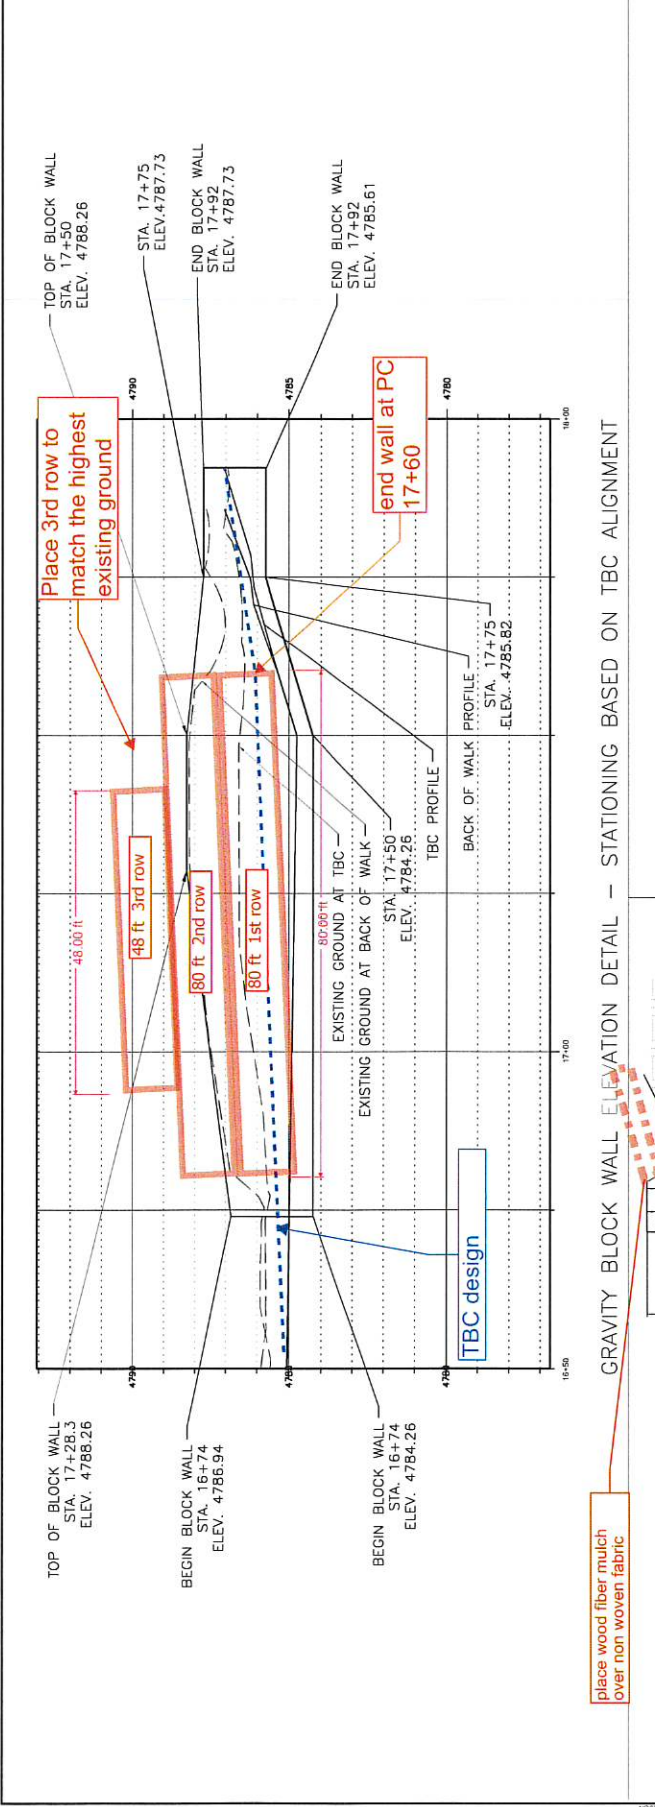 TOP OF BLOCK WALL
STA. 17+28.3
ELEV. 4788.26
BEGIN BLOCK WALL
STA. 16+74
ELEV. 4786.94
BEGIN BLOCK WALL
STA. 16+74
ELEV. 4784.26
TOP OF BLOCK WALL
STA. 17+50
ELEV. 4788.26
STA. 17+75
ELEV.4787.73
END BLOCK WALL
STA. 17+92
ELEV. 4787.73
END BLOCK WALL
STA. 17+92
ELEV. 4785.61
Place 3rd row to
match the highest
existing ground
end wall at PC
17+60
48.00 ft
48 ft 3rd row
80 ft 2nd row
80 ft 1st row
80.00 ft
4790
4785
4780
4790
4785
4780
EXISTING GROUND AT TBC
EXISTING GROUND AT BACK OF WALK
STA. 17+50
ELEV. 4784.26
TBC PROFILE
BACK OF WALK PROFILE
STA. 17+75
ELEV. 4785.82
TBC design
16+50
17+00
18+00
GRAVITY BLOCK WALL ELEVATION DETAIL – STATIONING BASED ON TBC ALIGNMENT
place wood fiber mulch
over non woven fabric